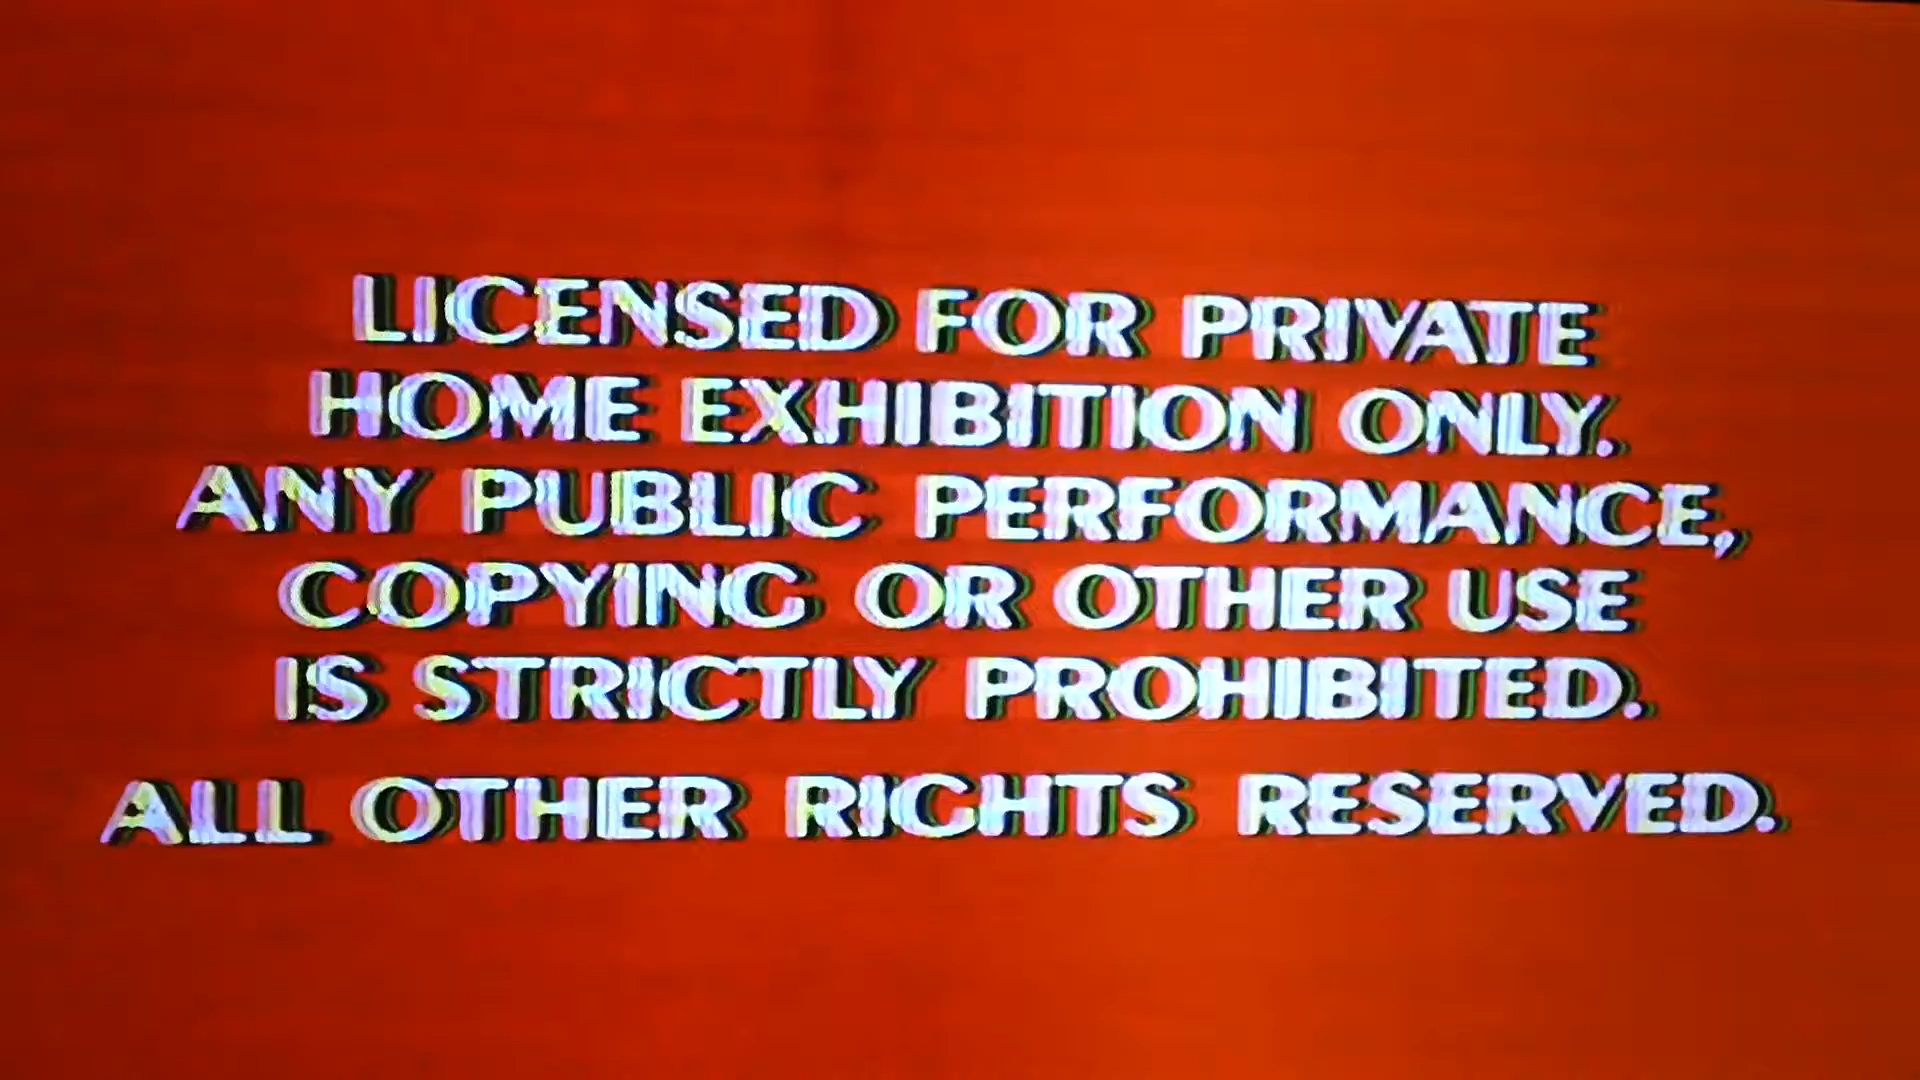 LICENSED FOR PRIVATE
HOME EXHIBITION ONLY.
ANY PUBLIC PERFORMANCE,
COPYING OR OTHER USE
IS STRICTLY PROHIBITED.
ALL OTHER RIGHTS RESERVED.